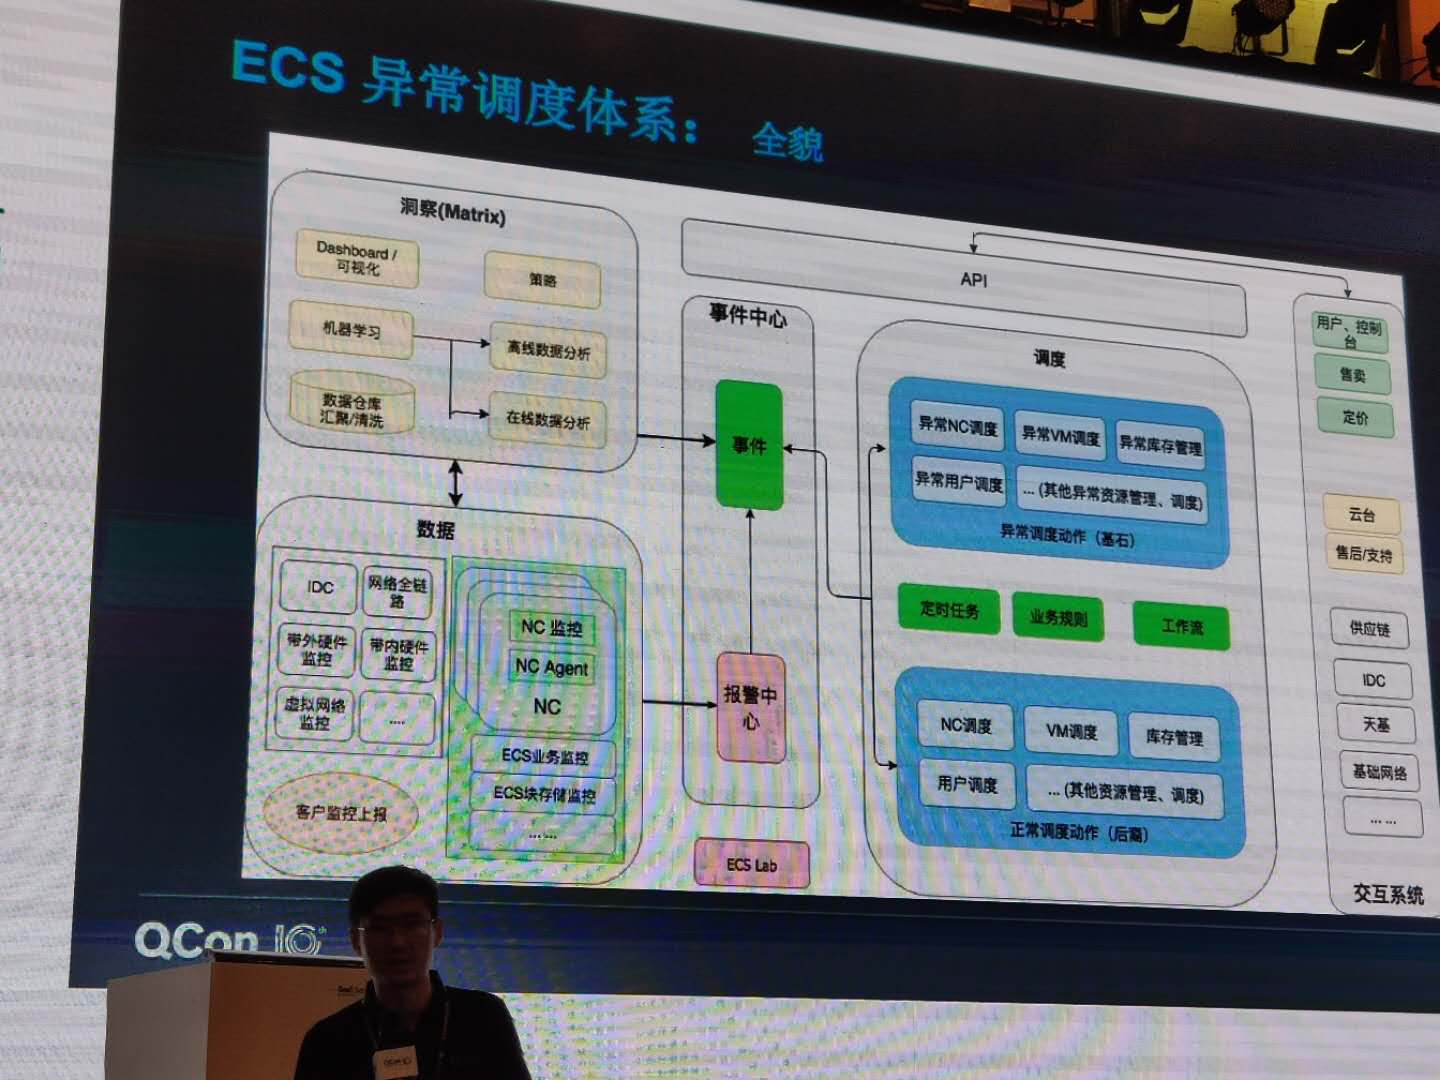 ECS 异常调度体系： 全貌
洞察(Matrix)
Dashboard /
可视化
策略
机器学习
离线数据分析
数据仓库
汇聚/清洗
在线数据分析
数据
IDC
网络全链
路
带外硬件
监控
带内硬件
监控
虚拟网络
监控
....
NC 监控
NC Agent
NC
ECS业务监控
ECS块存储监控
... ...
客户监控上报
API
事件中心
事件
报警中
心
ECS Lab
调度
异常NC调度
异常VM调度
异常库存管理
异常用户调度
... (其他异常资源管理、调度)
异常调度动作（基石）
定时任务
业务规则
工作流
NC调度
VM调度
库存管理
用户调度
... (其他资源管理、调度)
正常调度动作（后裔）
用户、控制
台
售卖
定价
云台
售后/支持
供应链
IDC
天基
基础网络
... ...
交互系统
QCon 10th